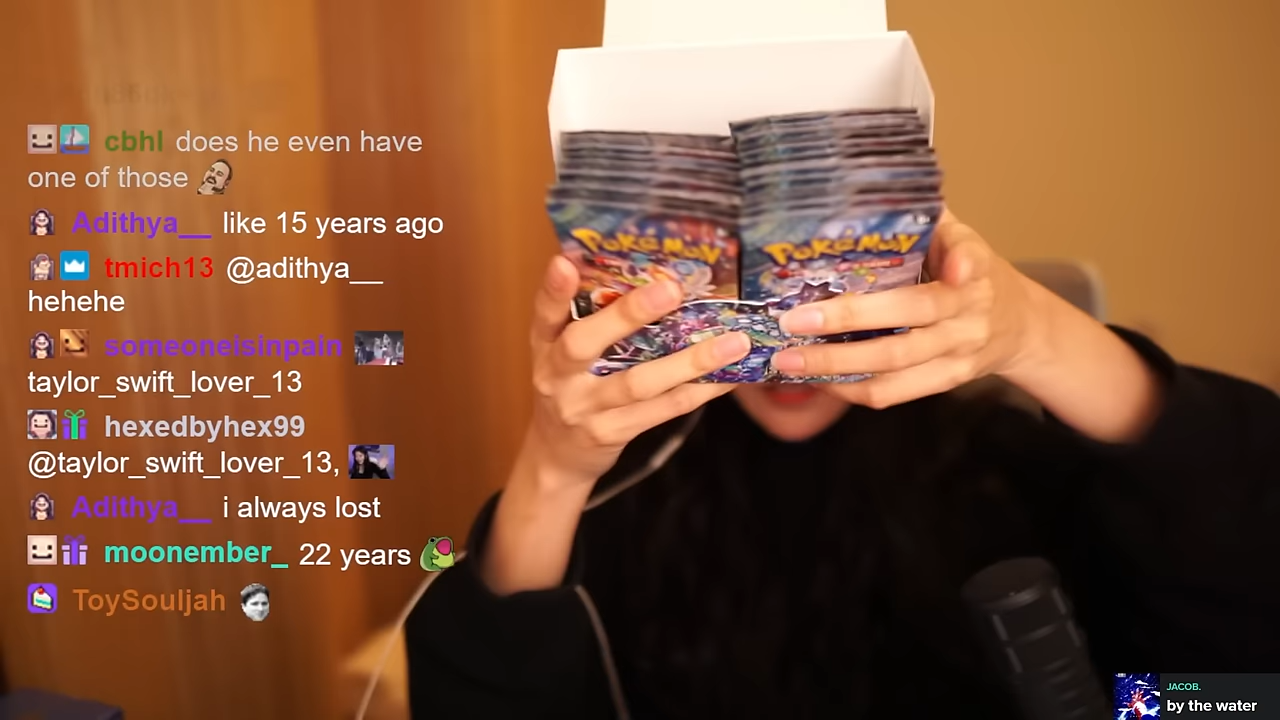 cbhl does he even have
one of those
Adithya__ like 15 years ago
tmich13 @adithya__
hehehe
someoneisinpain
taylor_swift_lover_13
hexedbyhex99
@taylor_swift_lover_13,
Adithya__ i always lost
moonember_ 22 years
ToySouljah
POKéMON POKéMON
JACOB.
by the water